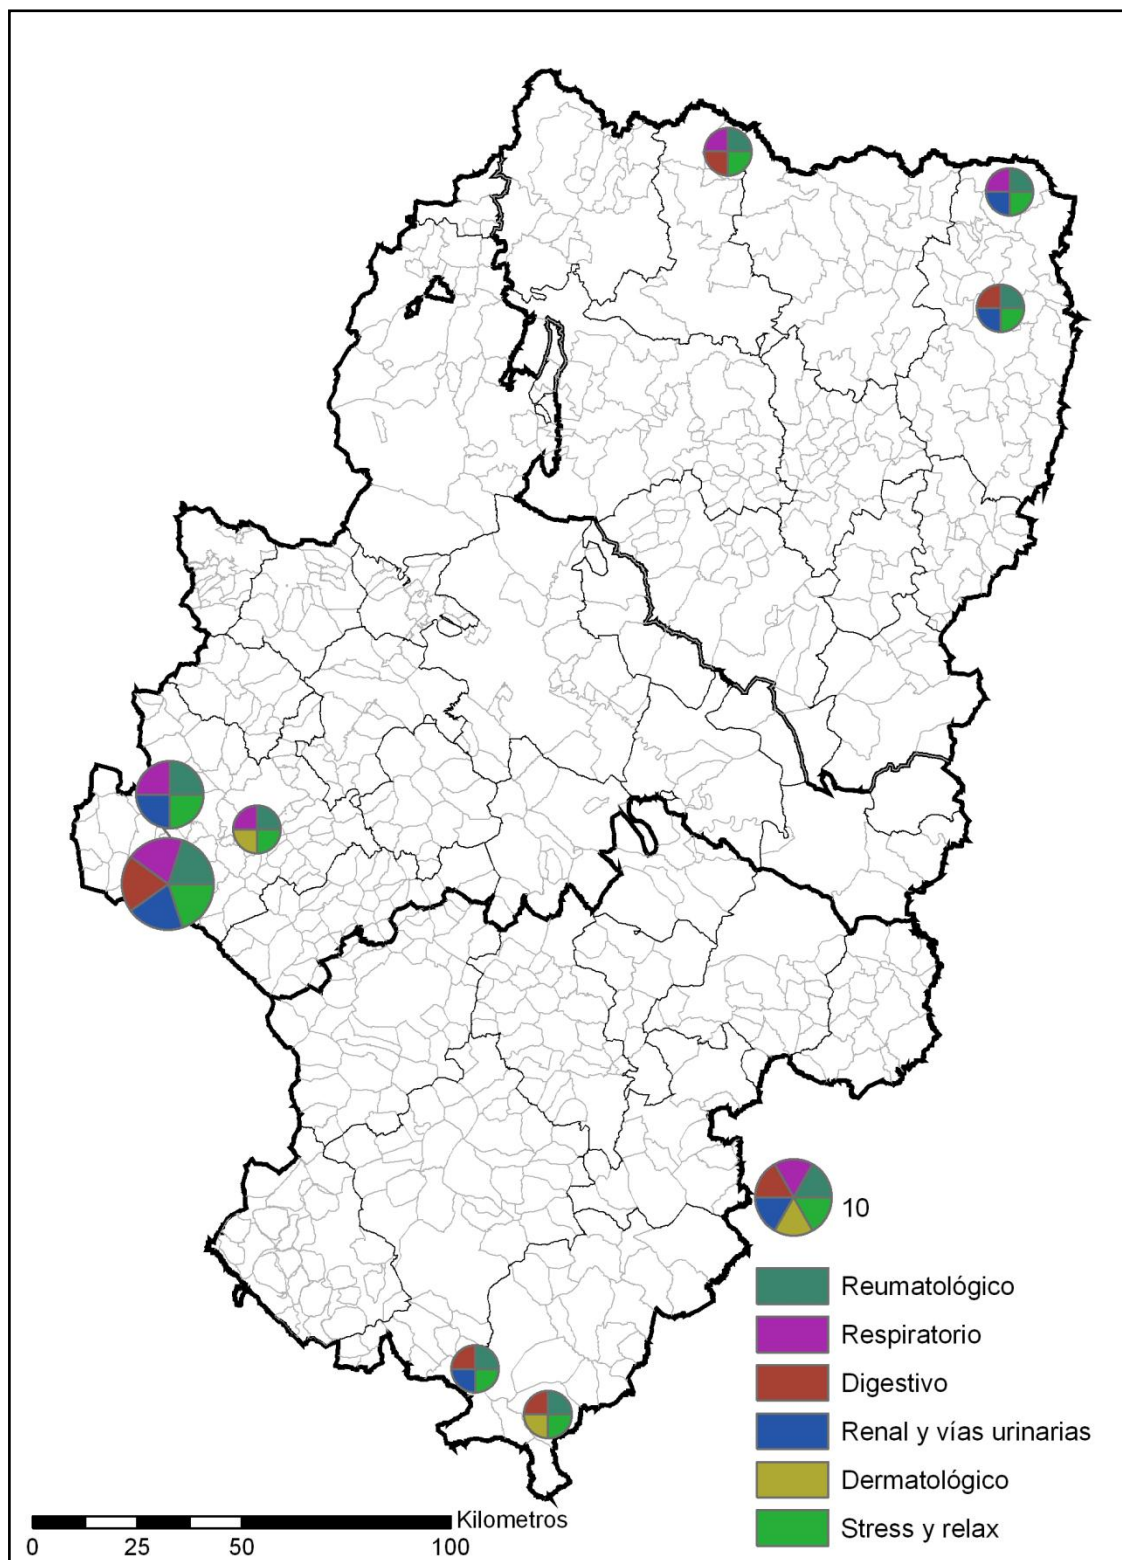 10
Reumatológico
Respiratorio
Digestivo
Renal y vías urinarias
Dermatológico
Stress y relax
Kilometros
0 25 50 100